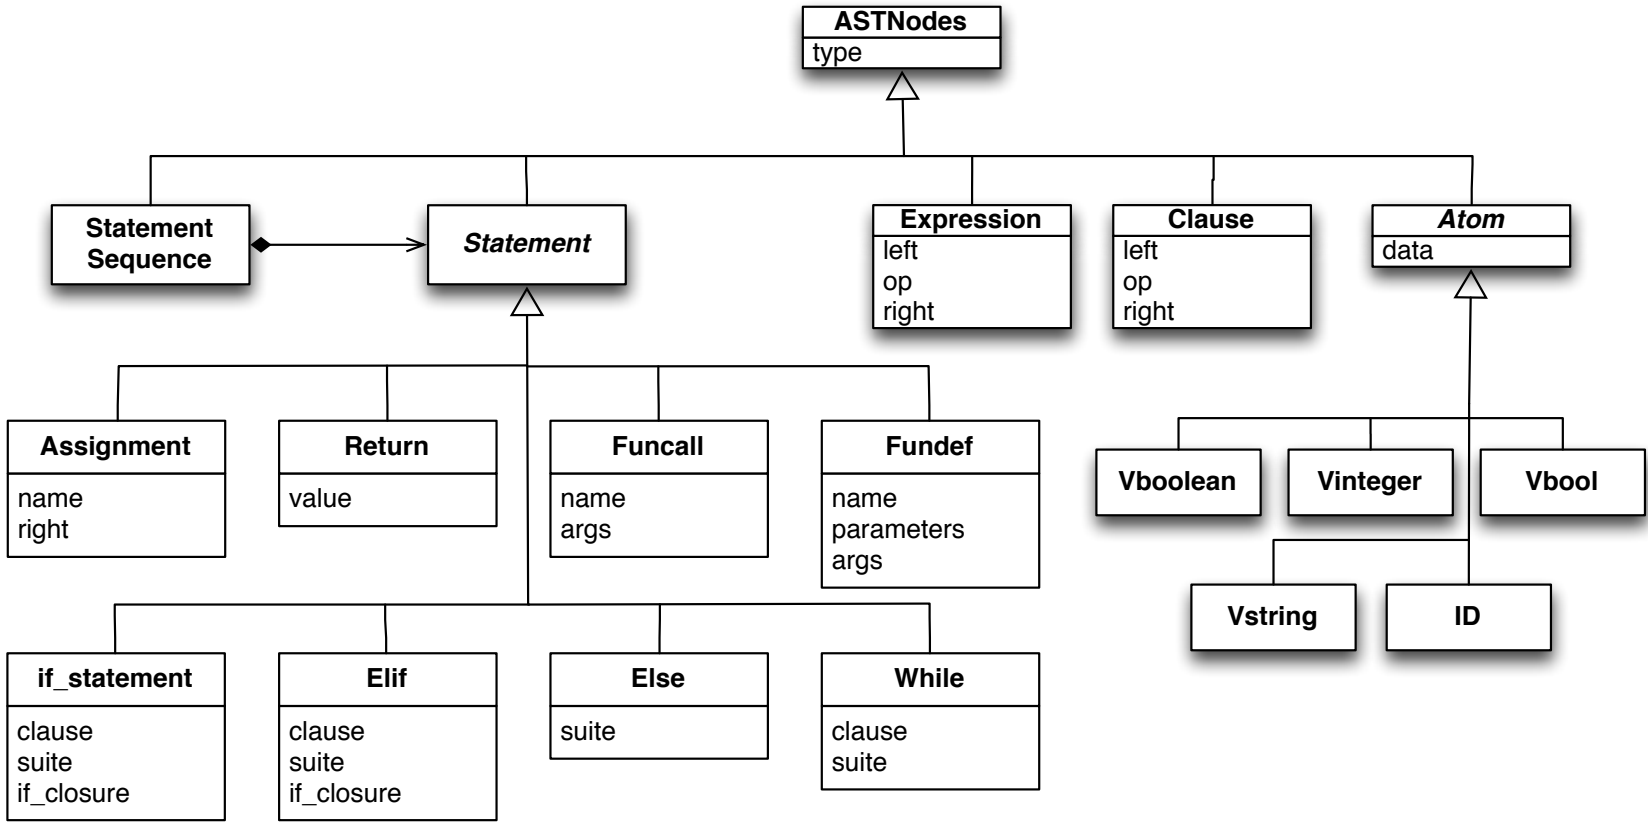 ASTNodes
type
Statement
Sequence
Statement
Expression
left
op
right
Clause
left
op
right
Atom
data
Assignment
name
right
Return
value
Funcall
name
args
Fundef
name
parameters
args
Vboolean
Vinteger
Vbool
Vstring
ID
if_statement
clause
suite
if_closure
Elif
clause
suite
if_closure
Else
suite
While
clause
suite